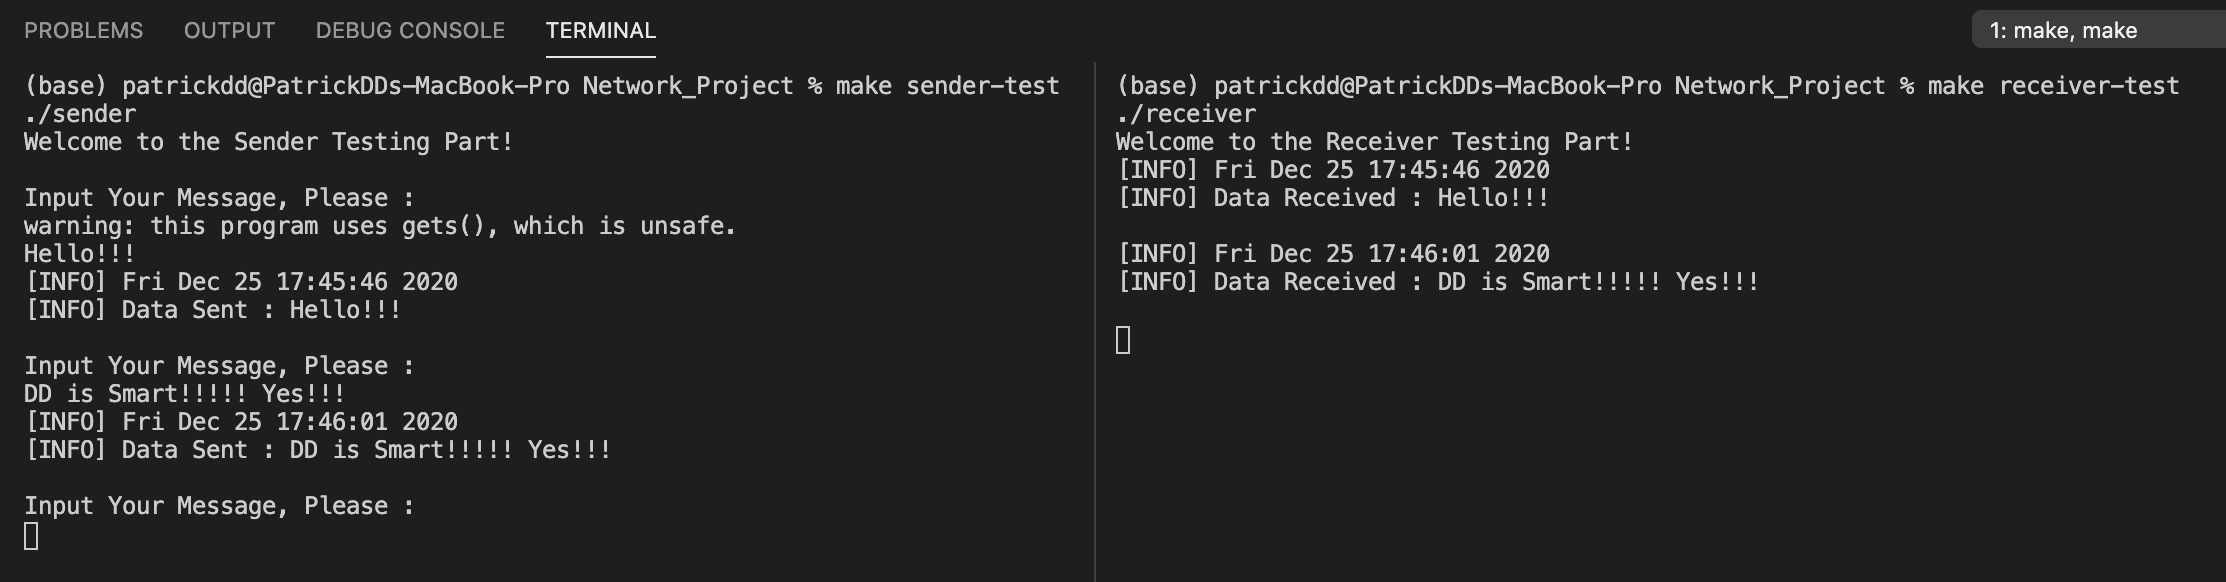 PROBLEMS OUTPUT DEBUG CONSOLE TERMINAL 1: make, make
(base) patrickdd@PatrickDDs-MacBook-Pro Network_Project % make sender-test
./sender
Welcome to the Sender Testing Part!
Input Your Message, Please :
warning: this program uses gets(), which is unsafe.
Hello!!!
[INFO] Fri Dec 25 17:45:46 2020
[INFO] Data Sent : Hello!!!
Input Your Message, Please :
DD is Smart!!!!! Yes!!!
[INFO] Fri Dec 25 17:46:01 2020
[INFO] Data Sent : DD is Smart!!!!! Yes!!!
Input Your Message, Please :
(base) patrickdd@PatrickDDs-MacBook-Pro Network_Project % make receiver-test
./receiver
Welcome to the Receiver Testing Part!
[INFO] Fri Dec 25 17:45:46 2020
[INFO] Data Received : Hello!!!
[INFO] Fri Dec 25 17:46:01 2020
[INFO] Data Received : DD is Smart!!!!! Yes!!!